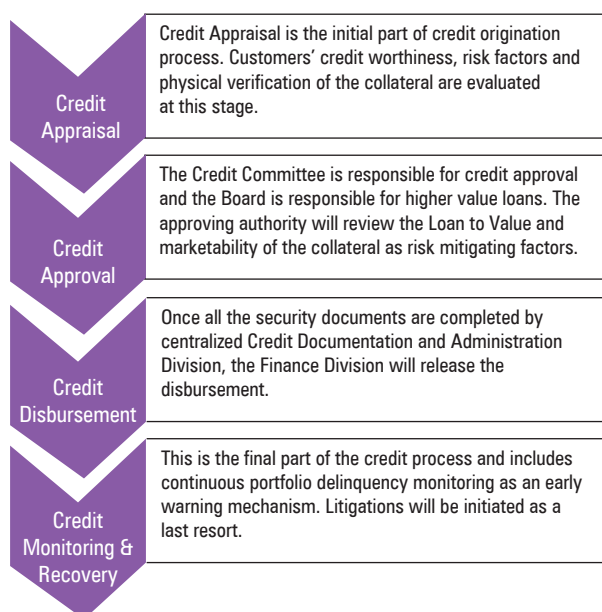 Credit
Appraisal
Credit Appraisal is the initial part of credit origination
process. Customers’ credit worthiness, risk factors and
physical verification of the collateral are evaluated
at this stage.
Credit
Approval
The Credit Committee is responsible for credit approval
and the Board is responsible for higher value loans. The
approving authority will review the Loan to Value and
marketability of the collateral as risk mitigating factors.
Credit
Disbursement
Once all the security documents are completed by
centralized Credit Documentation and Administration
Division, the Finance Division will release the
disbursement.
Credit
Monitoring &
Recovery
This is the final part of the credit process and includes
continuous portfolio delinquency monitoring as an early
warning mechanism. Litigations will be initiated as a
last resort.